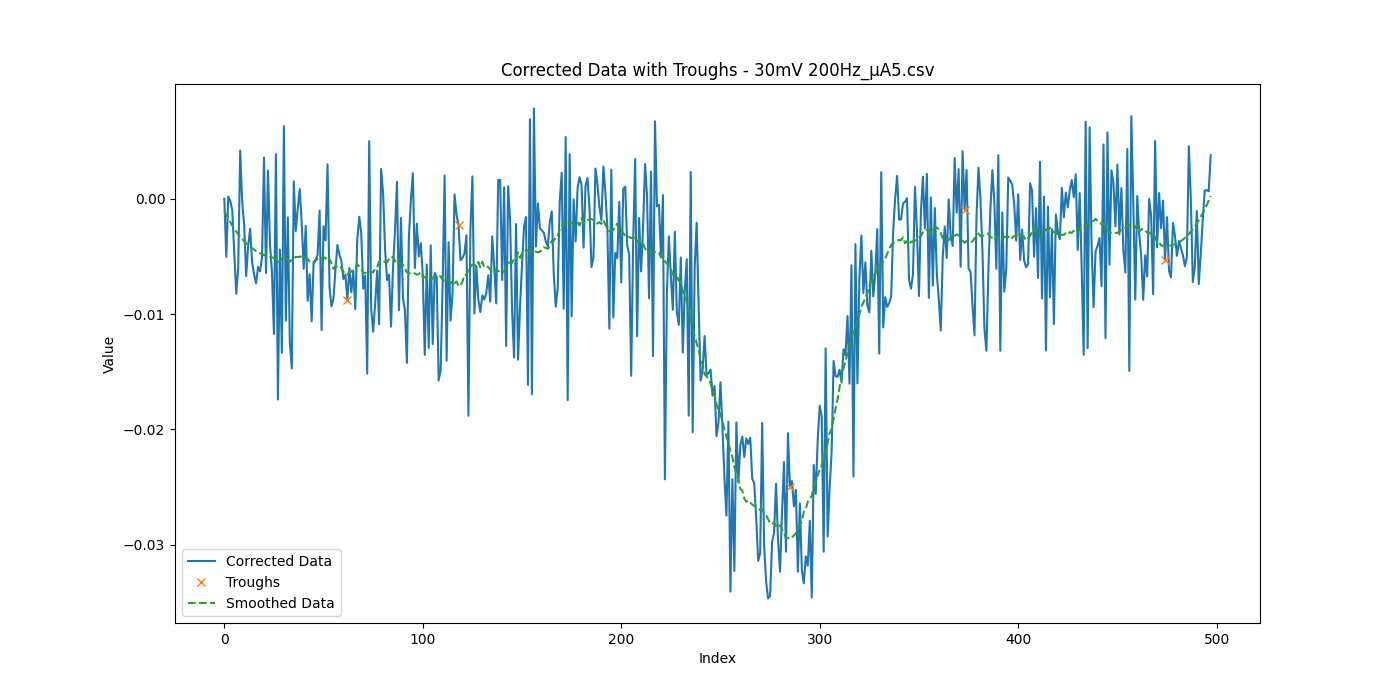 Corrected Data with Troughs - 30mV 200Hz_µA5.csv
0.00
−0.01
−0.02
−0.03
Value
Corrected Data
Troughs
Smoothed Data
0 100 200 300 400 500
Index